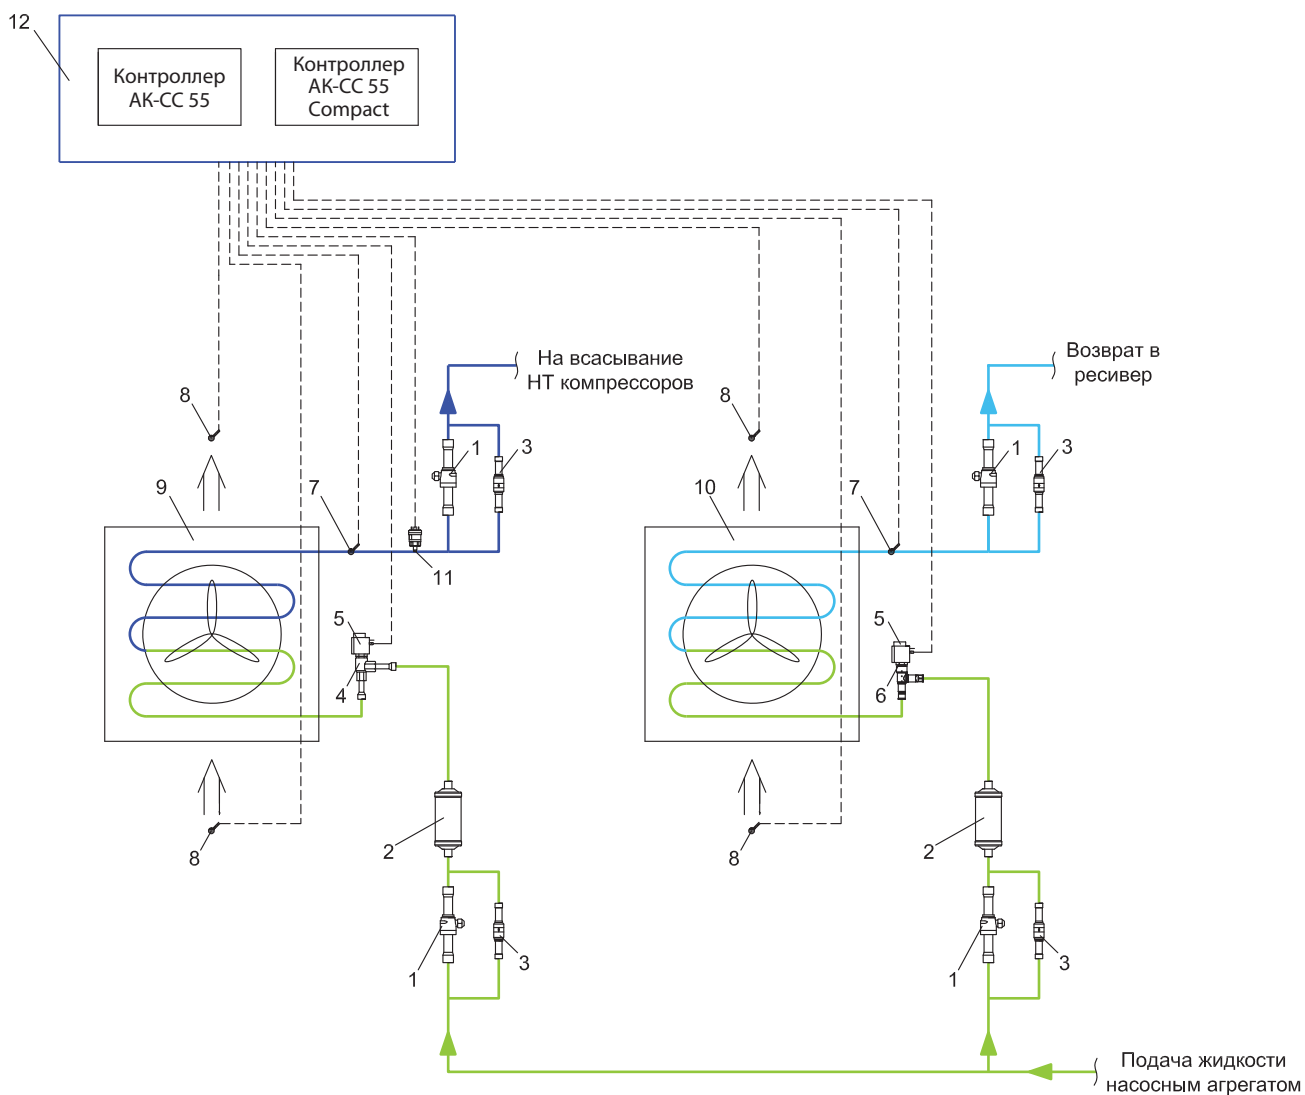 12
Контроллер
АК-СС 55
Контроллер
АК-СС 55
Compact
На всасывание
НТ компрессоров
Возврат в
ресивер
8
8
1
3
1
3
9
7
10
7
11
5
4
5
6
2
2
8
8
1
3
1
3
Подача жидкости
насосным агрегатом